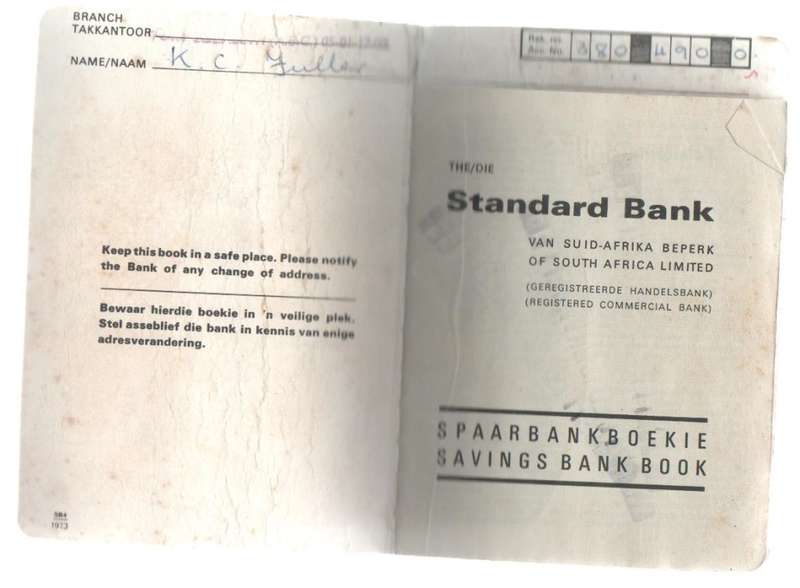 BRANCH
TAKKANTOOR
NAME/NAAM K. C. Fuller
Keep this book in a safe place. Please notify
the Bank of any change of address.
Bewaar hierdie boekie in 'n veilige plek.
Stel asseblief die bank in kennis van enige
adresverandering.
SB4
1973
Rek. no.
Acc. No. 380 490 0
THE/DIE
Standard Bank
VAN SUID-AFRIKA BEPERK
OF SOUTH AFRICA LIMITED
(GEREGISTREERDE HANDELSBANK)
(REGISTERED COMMERCIAL BANK)
SPAARBANKBOEKIE
SAVINGS BANK BOOK